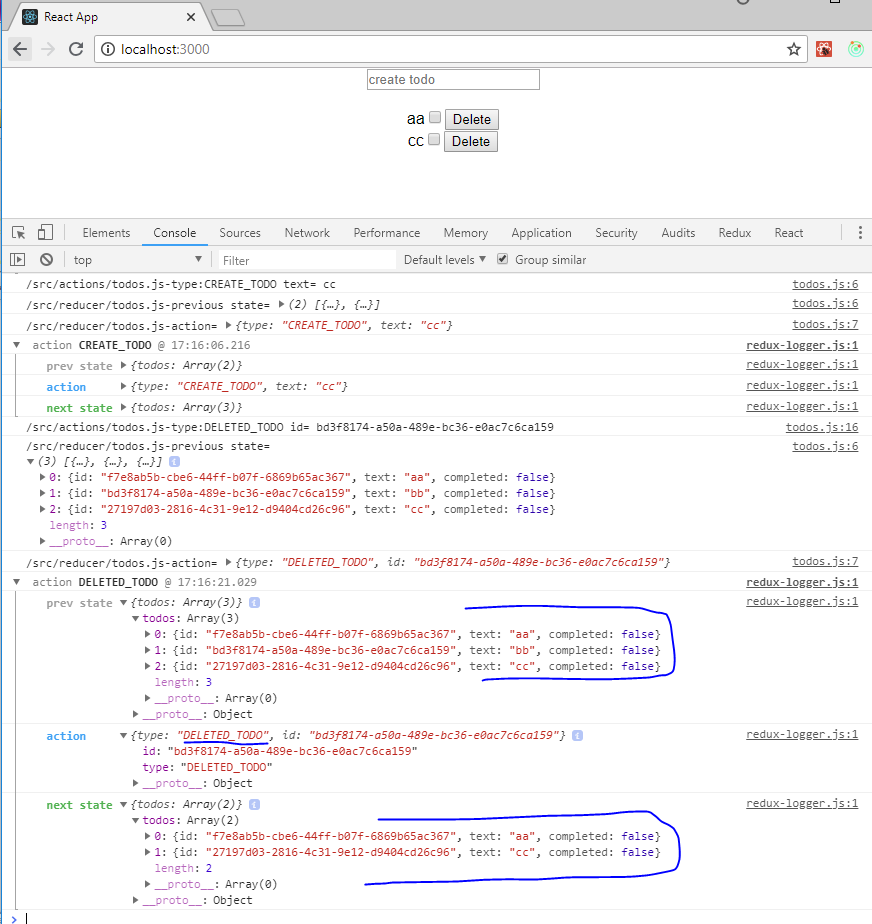 React App
localhost:3000
create todo
aa Delete
cc Delete
Elements Console Sources Network Performance Memory Application Security Audits Redux React
top Filter Default levels Group similar
/src/actions/todos.js-type:CREATE_TODO text= cc todos.js:6
/src/reducer/todos.js-previous state= ▶(2) [{…}, {…}] todos.js:6
/src/reducer/todos.js-action= ▶{type: "CREATE_TODO", text: "cc"} todos.js:7
▼ action CREATE_TODO @ 17:16:06.216 redux-logger.js:1
prev state ▶{todos: Array(2)} redux-logger.js:1
action ▶{type: "CREATE_TODO", text: "cc"} redux-logger.js:1
next state ▶{todos: Array(3)} redux-logger.js:1
/src/actions/todos.js-type:DELETED_TODO id= bd3f8174-a50a-489e-bc36-e0ac7c6ca159 todos.js:16
/src/reducer/todos.js-previous state= todos.js:6
▼(3) [{…}, {…}, {…}] i
▶0: {id: "f7e8ab5b-cbe6-44ff-b07f-6869b65ac367", text: "aa", completed: false}
▶1: {id: "bd3f8174-a50a-489e-bc36-e0ac7c6ca159", text: "bb", completed: false}
▶2: {id: "27197d03-2816-4c31-9e12-d9404cd26c96", text: "cc", completed: false}
length: 3
▶__proto__: Array(0)
/src/reducer/todos.js-action= ▶{type: "DELETED_TODO", id: "bd3f8174-a50a-489e-bc36-e0ac7c6ca159"} todos.js:7
▼ action DELETED_TODO @ 17:16:21.029 redux-logger.js:1
prev state ▼{todos: Array(3)} i redux-logger.js:1
▼todos: Array(3)
▶0: {id: "f7e8ab5b-cbe6-44ff-b07f-6869b65ac367", text: "aa", completed: false}
▶1: {id: "bd3f8174-a50a-489e-bc36-e0ac7c6ca159", text: "bb", completed: false}
▶2: {id: "27197d03-2816-4c31-9e12-d9404cd26c96", text: "cc", completed: false}
length: 3
▶__proto__: Array(0)
▶__proto__: Object
action ▼{type: "DELETED_TODO", id: "bd3f8174-a50a-489e-bc36-e0ac7c6ca159"} i redux-logger.js:1
id: "bd3f8174-a50a-489e-bc36-e0ac7c6ca159"
type: "DELETED_TODO"
▶__proto__: Object
next state ▼{todos: Array(2)} i redux-logger.js:1
▼todos: Array(2)
▶0: {id: "f7e8ab5b-cbe6-44ff-b07f-6869b65ac367", text: "aa", completed: false}
▶1: {id: "27197d03-2816-4c31-9e12-d9404cd26c96", text: "cc", completed: false}
length: 2
▶__proto__: Array(0)
▶__proto__: Object